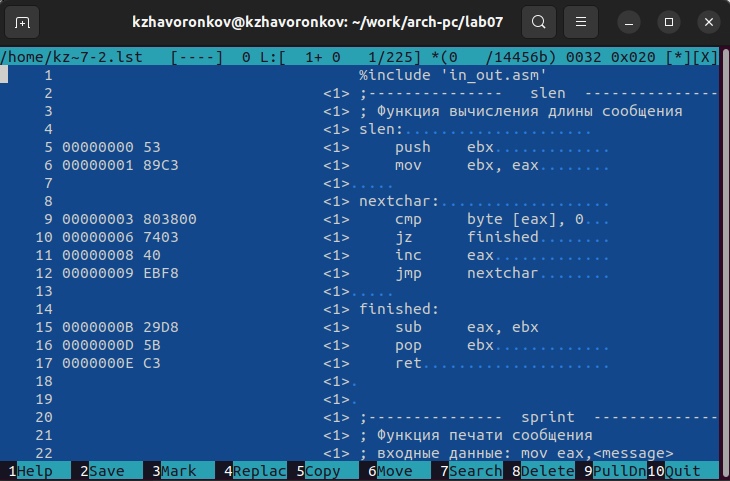 kzhavoronkov@kzhavoronkov: ~/work/arch-pc/lab07
/home/kz~7-2.lst   [----]  0 L:[  1+ 0   1/225] *(0   /14456b) 0032 0x020 [*][X]
1                                  %include 'in_out.asm'
2                              <1> ;---------------   slen  ---------------
3                              <1> ; Функция вычисления длины сообщения
4                              <1> slen:.....................
5 00000000 53                  <1>     push    ebx.............
6 00000001 89C3                <1>     mov     ebx, eax........
7                              <1>.....
8                              <1> nextchar:...................
9 00000003 803800              <1>     cmp     byte [eax], 0...
10 00000006 7403                <1>     jz      finished........
11 00000008 40                  <1>     inc     eax.............
12 00000009 EBF8                <1>     jmp     nextchar........
13                              <1>.....
14                              <1> finished:
15 0000000B 29D8                <1>     sub     eax, ebx
16 0000000D 5B                  <1>     pop     ebx.............
17 0000000E C3                  <1>     ret.....................
18                              <1>.
19                              <1>.
20                              <1> ;---------------  sprint  ---------------
21                              <1> ; Функция печати сообщения
22                              <1> ; входные данные: mov eax,<message>
1Help   2Save   3Mark   4Replac 5Copy   6Move   7Search 8Delete 9PullDn 10Quit